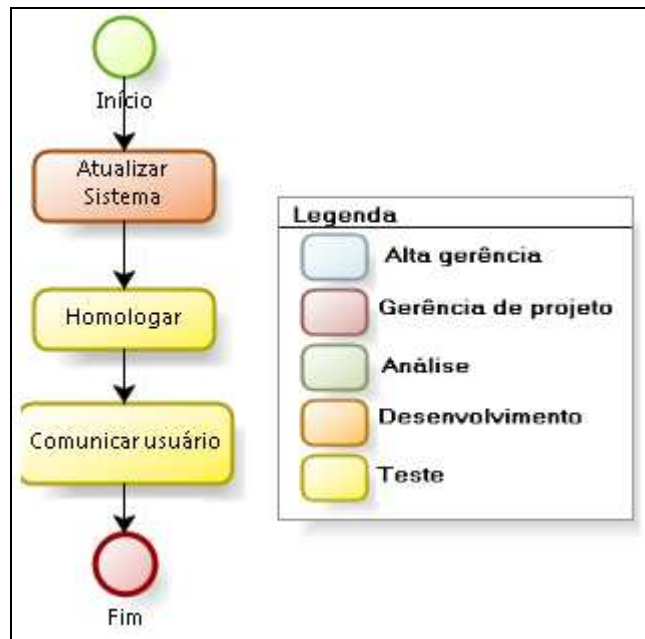 Início
Atualizar
Sistema
Homologar
Comunicar usuário
Fim
Legenda
Alta gerência
Gerência de projeto
Análise
Desenvolvimento
Teste